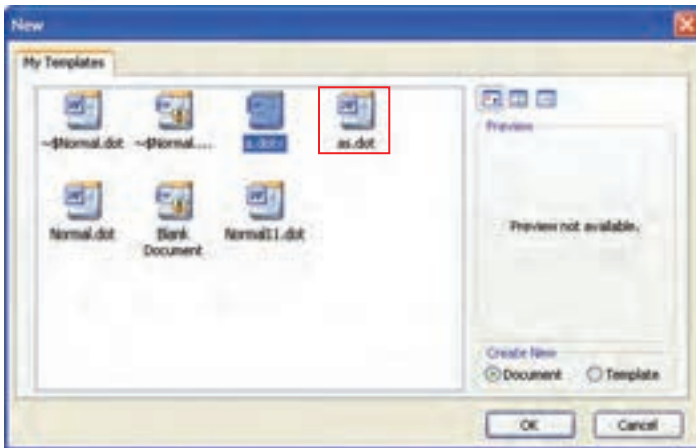 New
My Templates
~$Normal.dot ~$Normal.... as.dot
Preview
Normal.dot Blank Document Normal11.dot
Preview not available.
Create New
Document Template
OK Cancel